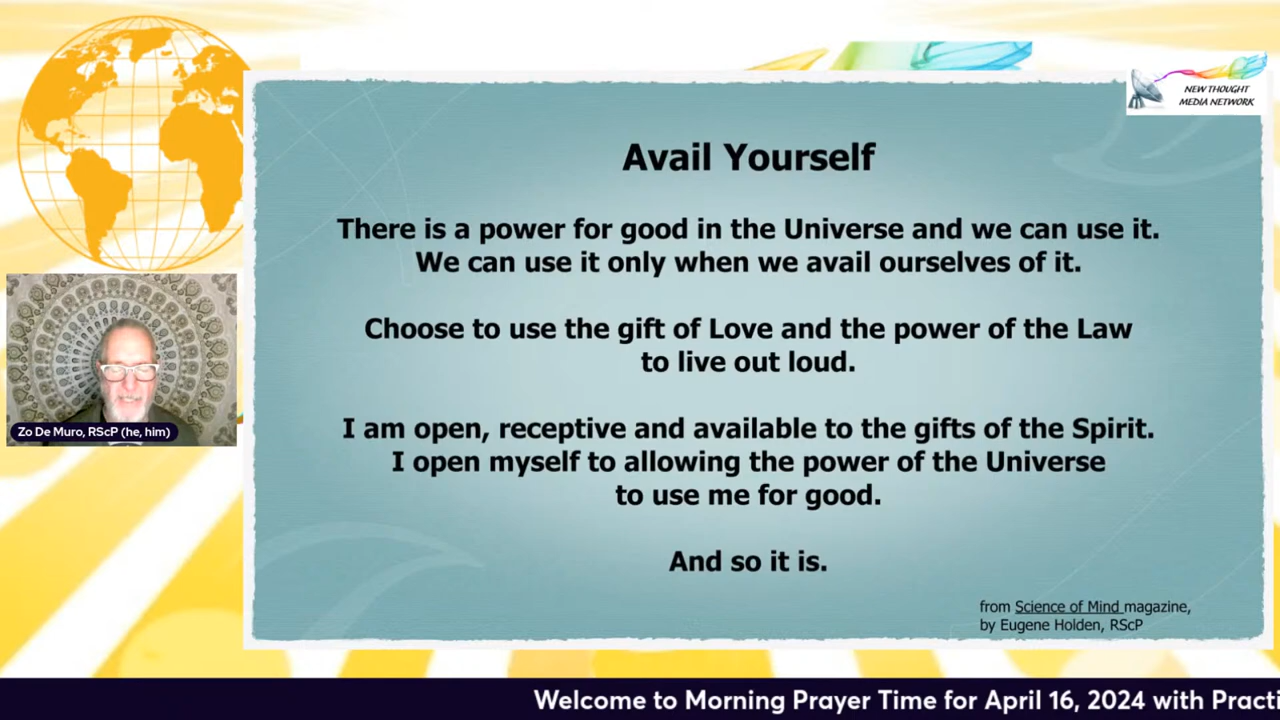 NEW THOUGHT
MEDIA NETWORK
Avail Yourself
There is a power for good in the Universe and we can use it.
We can use it only when we avail ourselves of it.
Choose to use the gift of Love and the power of the Law
to live out loud.
I am open, receptive and available to the gifts of the Spirit.
I open myself to allowing the power of the Universe
to use me for good.
And so it is.
from Science of Mind magazine,
by Eugene Holden, RScP
Zo De Muro, RScP (he, him)
Welcome to Morning Prayer Time for April 16, 2024 with Practi